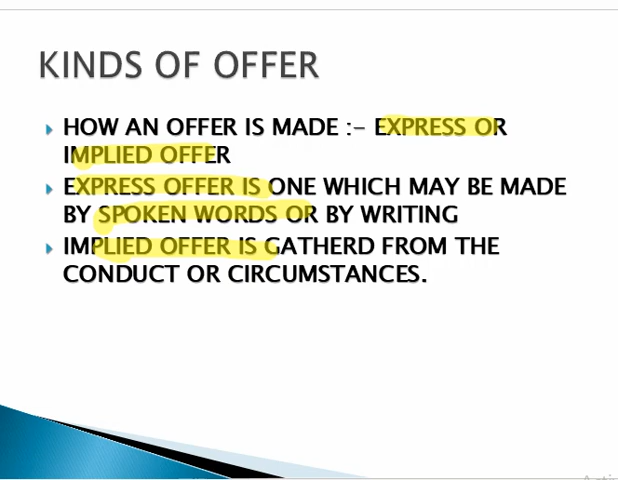 KINDS OF OFFER
HOW AN OFFER IS MADE :- EXPRESS OR
IMPLIED OFFER
EXPRESS OFFER IS ONE WHICH MAY BE MADE
BY SPOKEN WORDS OR BY WRITING
IMPLIED OFFER IS GATHERD FROM THE
CONDUCT OR CIRCUMSTANCES.